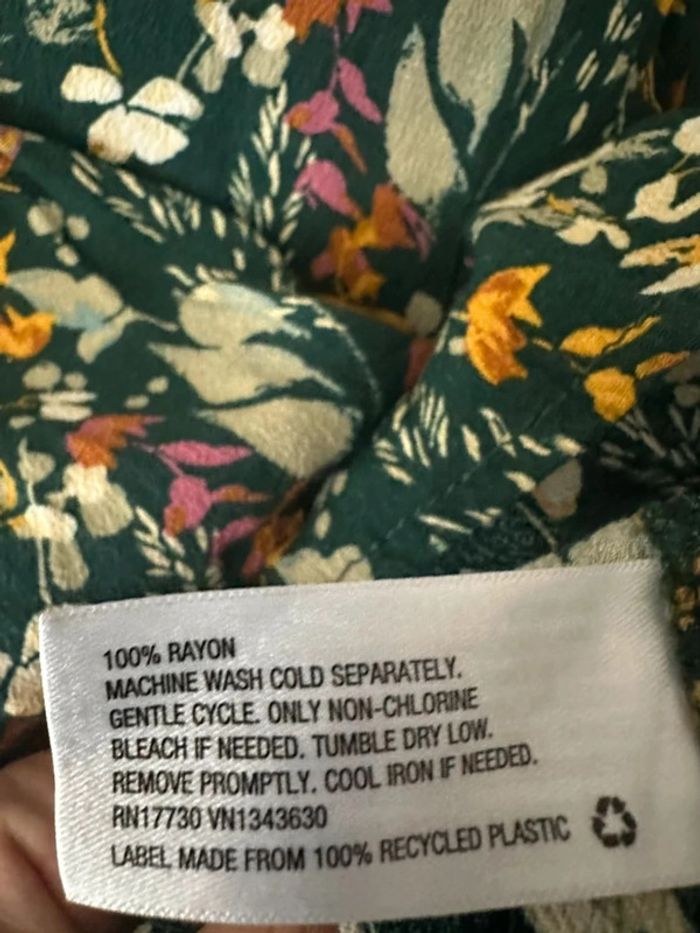 100% RAYON
MACHINE WASH COLD SEPARATELY.
GENTLE CYCLE. ONLY NON-CHLORINE
BLEACH IF NEEDED. TUMBLE DRY LOW.
REMOVE PROMPTLY. COOL IRON IF NEEDED.
RN17730 VN1343630
LABEL MADE FROM 100% RECYCLED PLASTIC